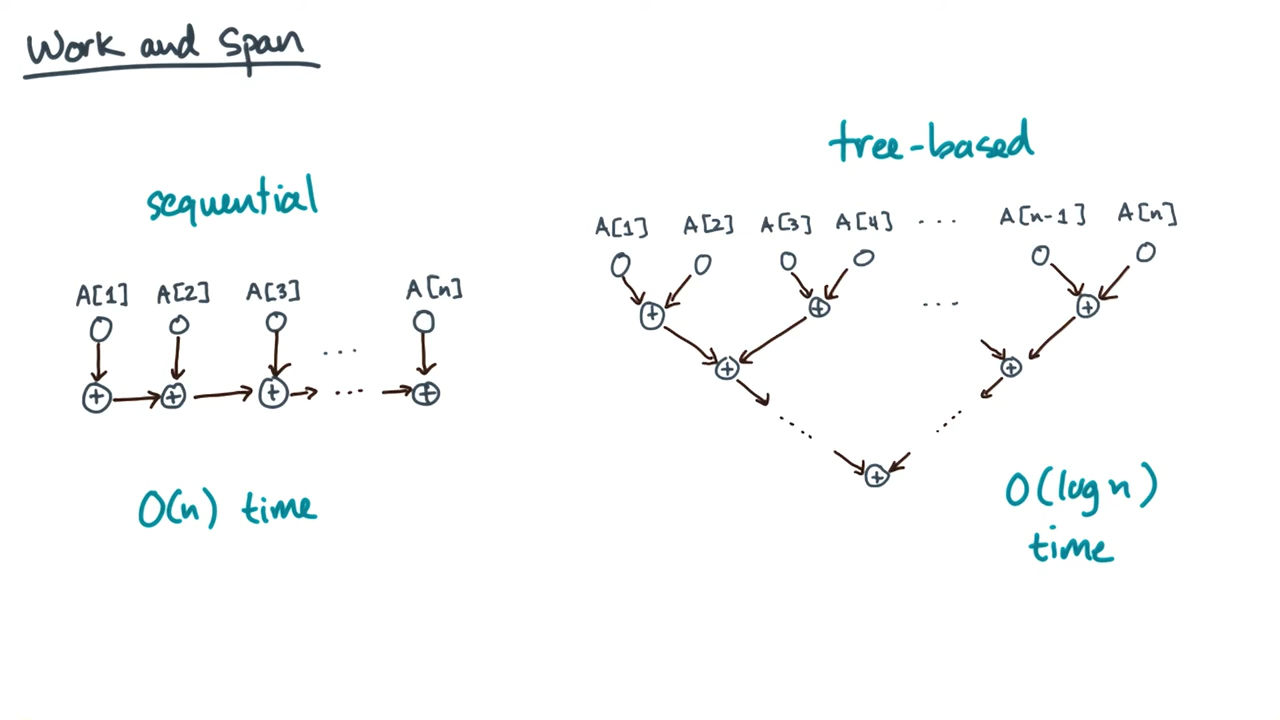 Work and Span
sequential
A[1] A[2] A[3] A[n]
...
+ + + ... +
O(n) time
tree-based
A[1] A[2] A[3] A[4] ... A[n-1] A[n]
+ + ... +
+ +
..... .....
+
O(log n)
time